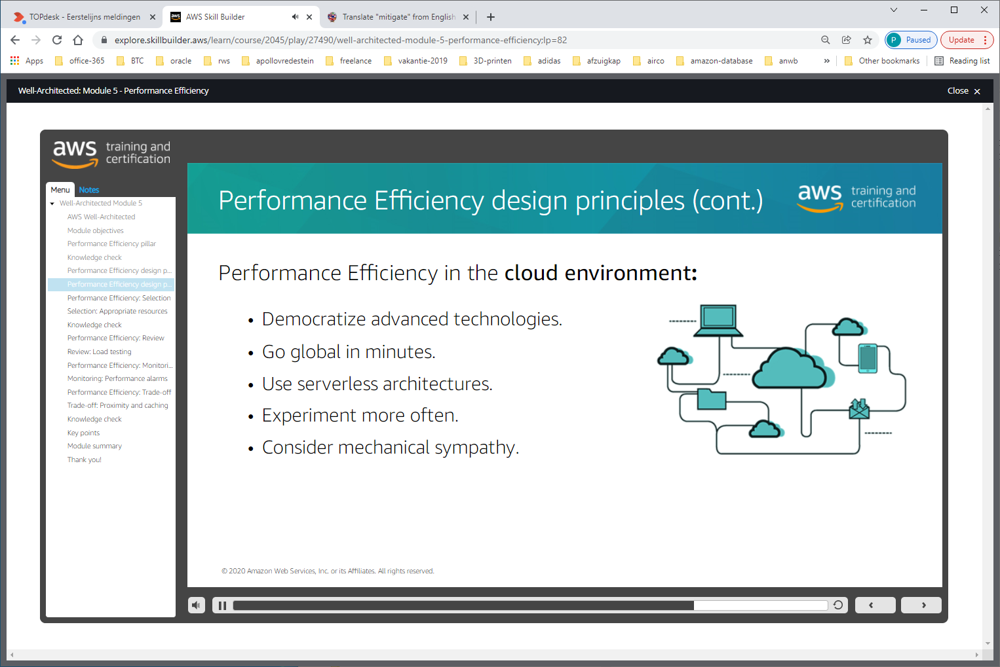 TOPdesk - Eerstelijns meldingen
AWS Skill Builder
Translate "mitigate" from English
explore.skillbuilder.aws/learn/course/2045/play/27490/well-architected-module-5-performance-efficiency;lp=82
P Paused
Update
Apps
office-365
BTC
oracle
rws
apollovredestein
freelance
vakantie-2019
3D-printen
adidas
afzuigkap
airco
amazon-database
anwb
»
Other bookmarks
Reading list
Well-Architected: Module 5 - Performance Efficiency
Close
aws training and certification
Menu
Notes
Well-Architected Module 5
AWS Well-Architected
Module objectives
Performance Efficiency pillar
Knowledge check
Performance Efficiency design p...
Performance Efficiency design p...
Performance Efficiency: Selection
Selection: Appropriate resources
Knowledge check
Performance Efficiency: Review
Review: Load testing
Performance Efficiency: Monitori...
Monitoring: Performance alarms
Performance Efficiency: Trade-off
Trade-off: Proximity and caching
Knowledge check
Key points
Module summary
Thank you!
Performance Efficiency design principles (cont.)
aws training and certification
Performance Efficiency in the cloud environment:
• Democratize advanced technologies.
• Go global in minutes.
• Use serverless architectures.
• Experiment more often.
• Consider mechanical sympathy.
© 2020 Amazon Web Services, Inc. or its Affiliates. All rights reserved.